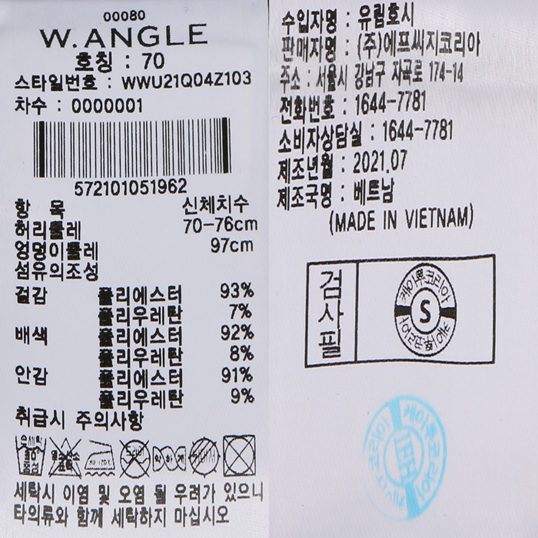 00080
W.ANGLE
호칭 : 70
스타일번호 : WWU21Q04Z103
차수 : 0000001
572101051962
항 목 신체치수
허리둘레 70-76cm
엉덩이둘레 97cm
섬유의조성
겉감 폴리에스터 93%
폴리우레탄 7%
배색 폴리에스터 92%
폴리우레탄 8%
안감 폴리에스터 91%
폴리우레탄 9%
취급시 주의사항
세탁시 이염 및 오염 될 우려가 있으니
타의류와 함께 세탁하지 마십시오
수입자명 : 유림호시
판매자명 : (주)에프씨지코리아
주소 : 서울시 강남구 자곡로 174-14
전화번호 : 1644-7781
소비자상담실 : 1644-7781
제조년월 : 2021.07
제조국명 : 베트남
(MADE IN VIETNAM)
검사필
S